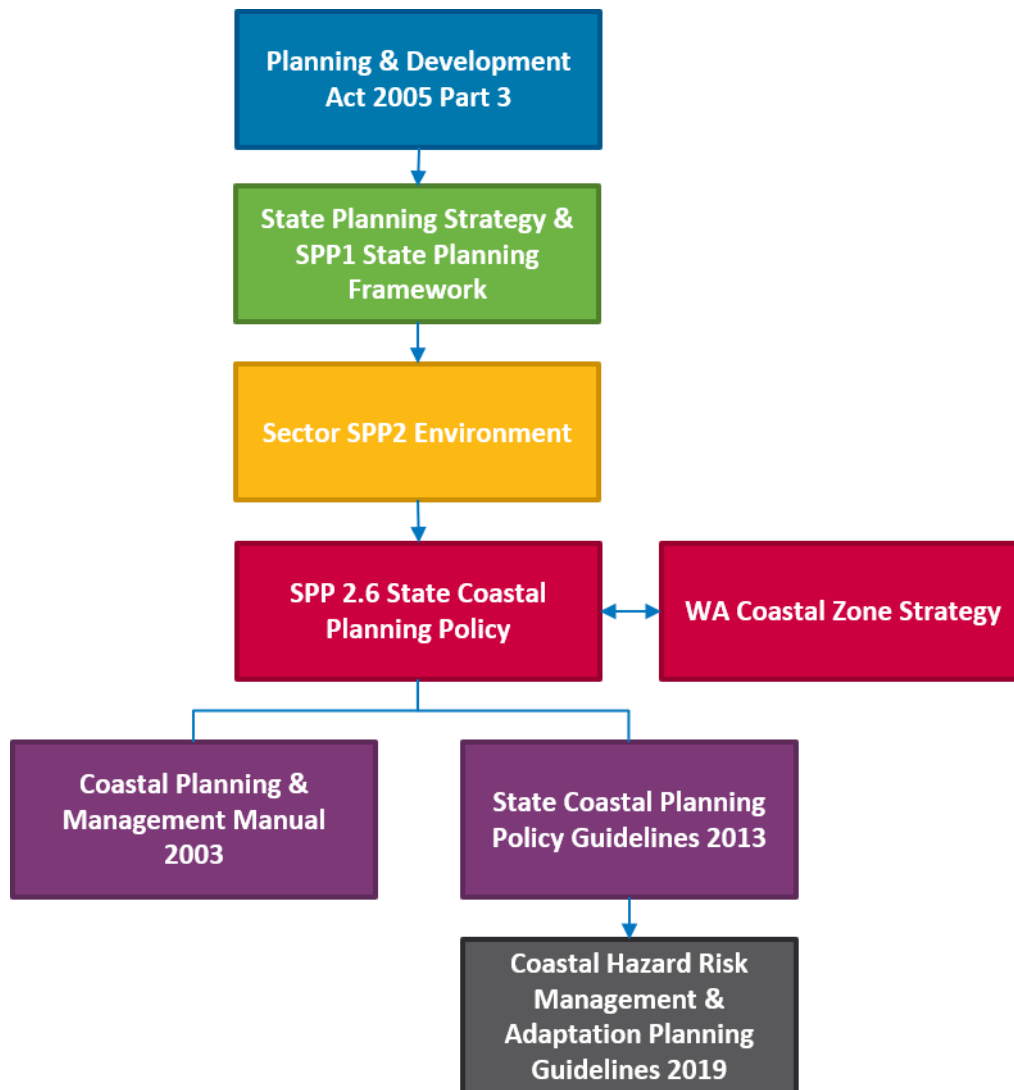 Planning & Development
Act 2005 Part 3
State Planning Strategy &
SPP1 State Planning
Framework
Sector SPP2 Environment
SPP 2.6 State Coastal
Planning Policy
WA Coastal Zone Strategy
Coastal Planning &
Management Manual
2003
State Coastal Planning
Policy Guidelines 2013
Coastal Hazard Risk
Management &
Adaptation Planning
Guidelines 2019